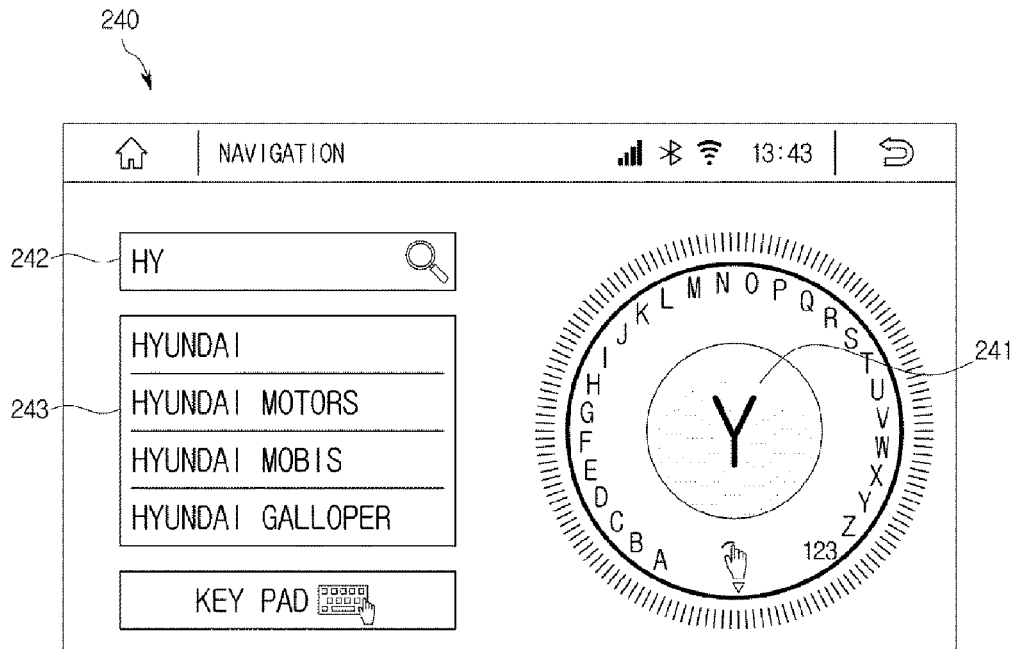 240
NAVIGATION 13:43
242
HY
243
HYUNDAI
HYUNDAI MOTORS
HYUNDAI MOBIS
HYUNDAI GALLOPER
KEY PAD
A B C D E F G H I J K L M N O P Q R S T U V W X Y Z 123
Y
241